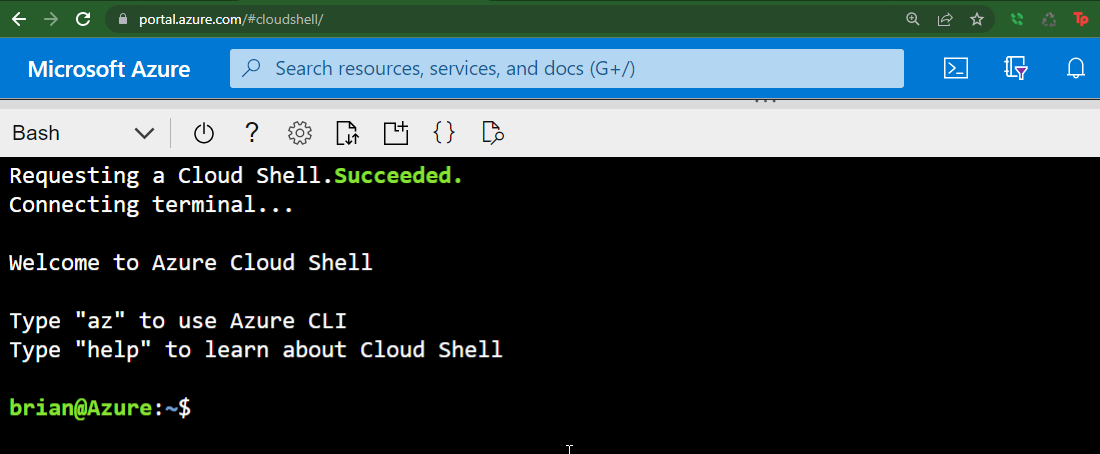 portal.azure.com/#cloudshell/
Tp
Microsoft Azure
Search resources, services, and docs (G+/)
Bash
Requesting a Cloud Shell.Succeeded.
Connecting terminal...
Welcome to Azure Cloud Shell
Type "az" to use Azure CLI
Type "help" to learn about Cloud Shell
brian@Azure:~$